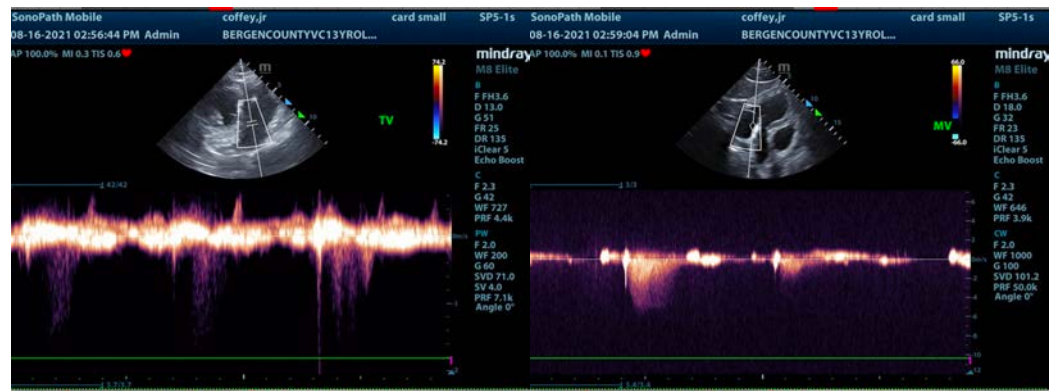 SonoPath Mobile coffey,jr card small SP5-1s
08-16-2021 02:56:44 PM Admin BERGENCOUNTYVC13YROL...
AP 100.0% MI 0.3 TIS 0.6
mindray
M8 Elite
m
74.2
-74.2
TV
5
10
B
F FH3.6
D 13.0
G 51
FR 25
DR 135
iClear 5
Echo Boost
C
F 2.3
G 42
WF 727
PRF 4.4k
PW
F 2.0
WF 200
G 60
SVD 71.0
SV 4.0
PRF 7.1k
Angle 0°
42/42
SonoPath Mobile coffey,jr card small SP5-1s
08-16-2021 02:59:04 PM Admin BERGENCOUNTYVC13YROL...
AP 100.0% MI 0.1 TIS 0.9
mindray
M8 Elite
m
66.0
-66.0
MV
B
F FH3.6
D 18.0
G 32
FR 23
DR 135
iClear 5
Echo Boost
C
F 2.3
G 42
WF 646
PRF 3.9k
CW
F 2.0
WF 1000
G 100
SVD 101.2
PRF 50.0k
Angle 0°
3/3